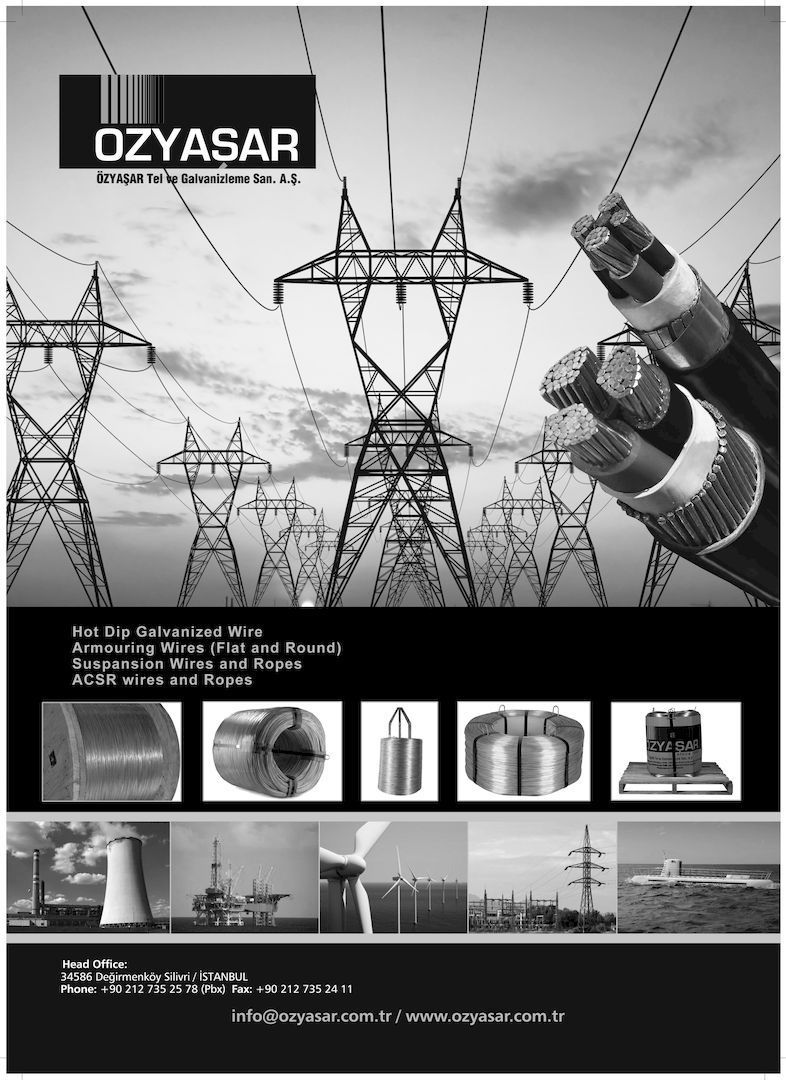 OZYAŞAR
ÖZYAŞAR Tel ve Galvanizleme San. A.Ş.
Hot Dip Galvanized Wire
Armouring Wires (Flat and Round)
Suspansion Wires and Ropes
ACSR wires and Ropes
ZYAŞAR
Head Office:
34586 Değirmenköy Silivri / İSTANBUL
Phone: +90 212 735 25 78 (Pbx) Fax: +90 212 735 24 11
info@ozyasar.com.tr / www.ozyasar.com.tr